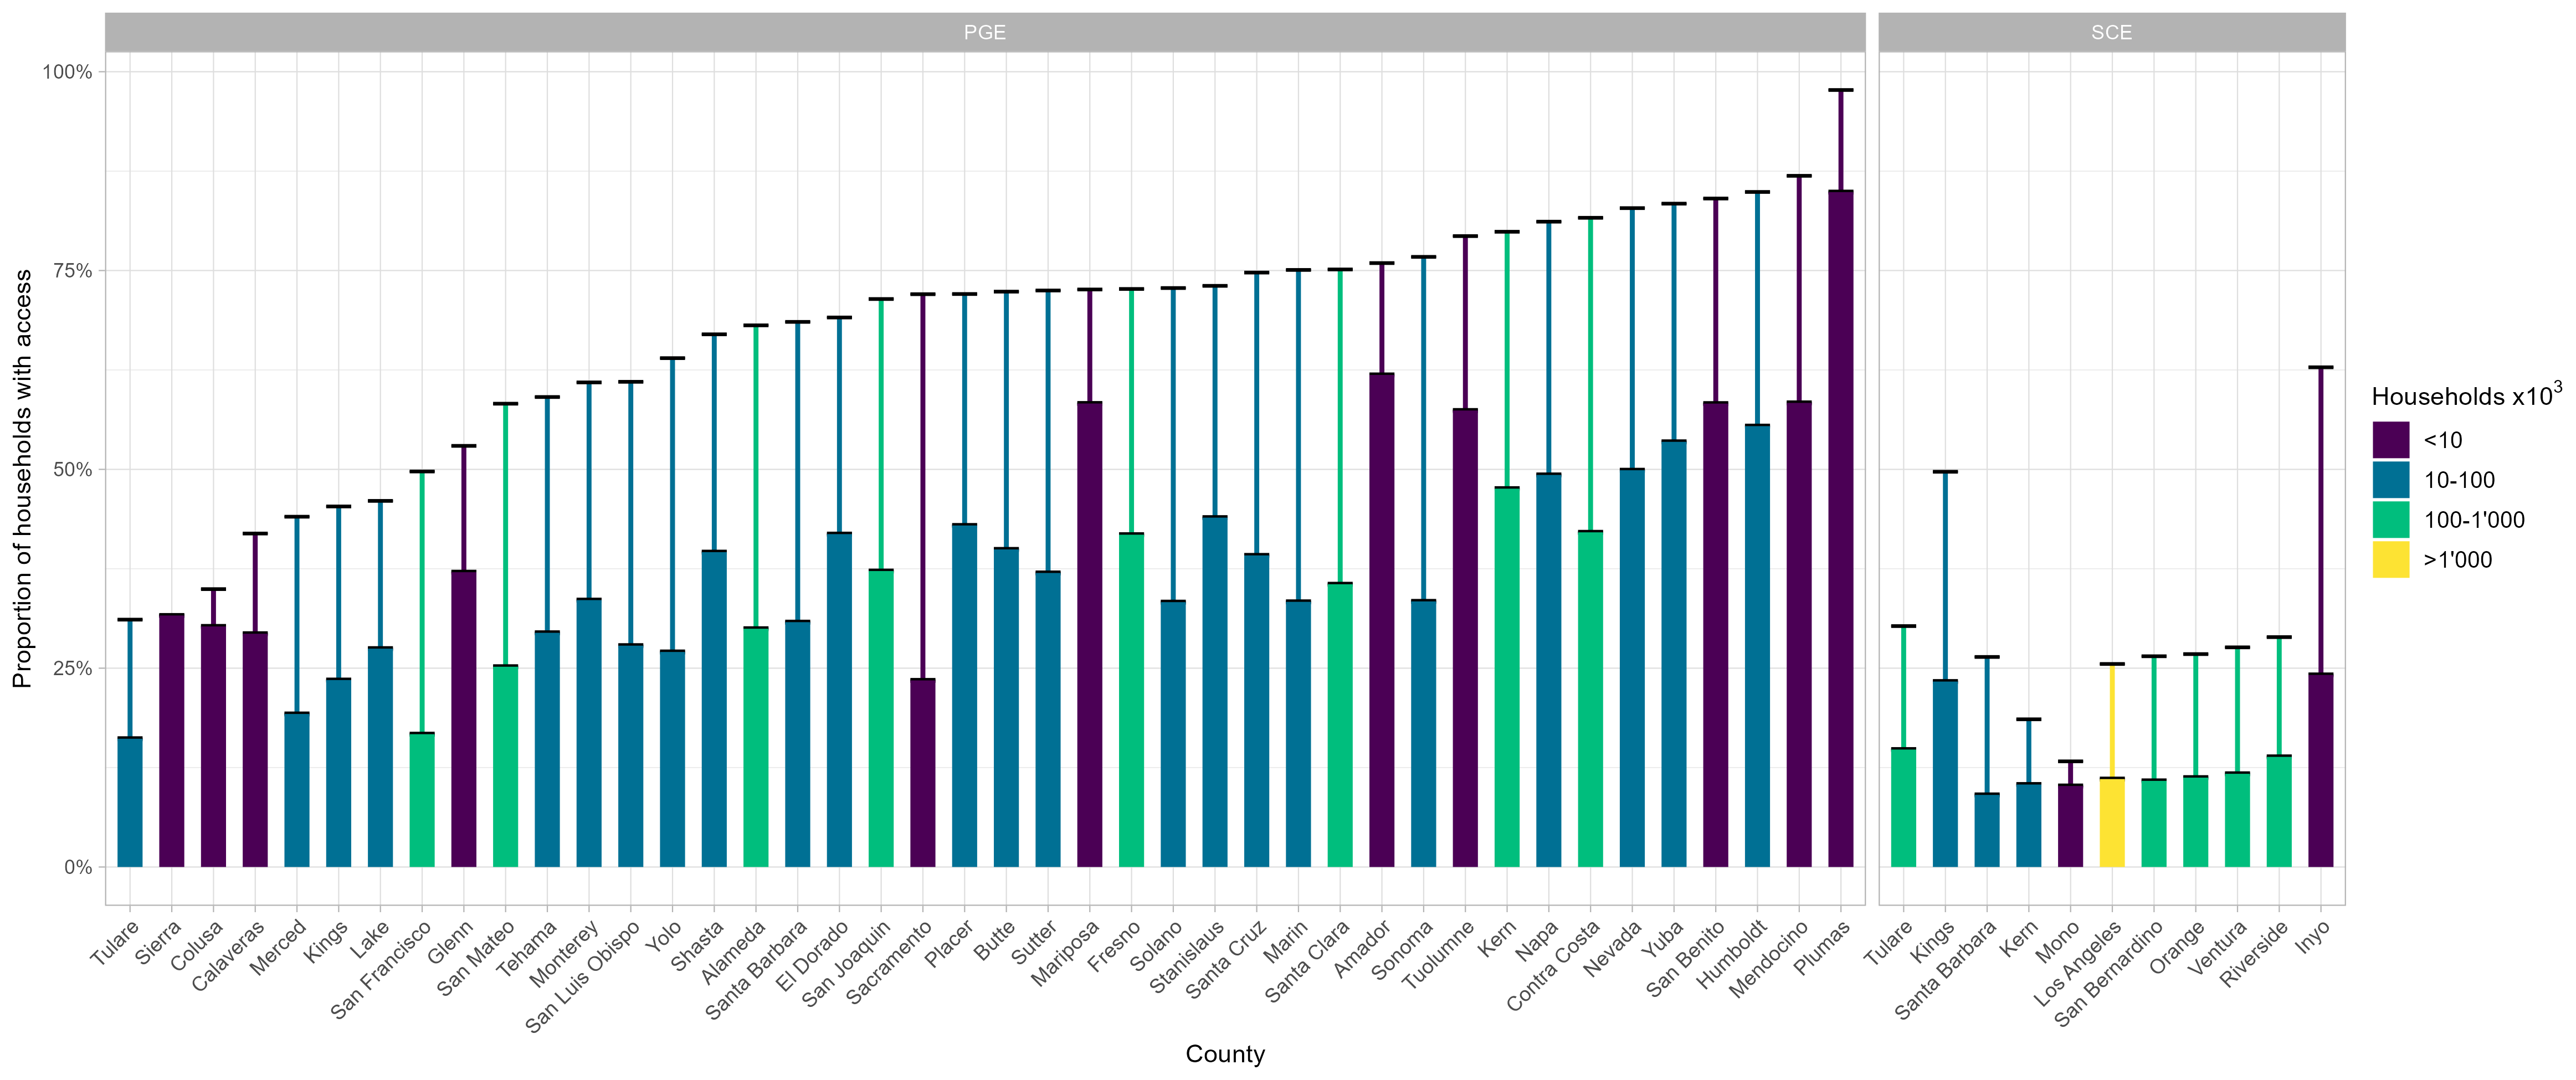 PGE
SCE
Proportion of households with access
100%
75%
50%
25%
0%
Tulare
Sierra
Colusa
Calaveras
Merced
Kings
Lake
San Francisco
Glenn
San Mateo
Tehama
Monterey
San Luis Obispo
Yolo
Shasta
Alameda
Santa Barbara
El Dorado
San Joaquin
Sacramento
Placer
Butte
Sutter
Mariposa
Fresno
Solano
Stanislaus
Santa Cruz
Marin
Santa Clara
Amador
Sonoma
Tuolumne
Kern
Napa
Contra Costa
Nevada
Yuba
San Benito
Humboldt
Mendocino
Plumas
Tulare
Kings
Santa Barbara
Kern
Mono
Los Angeles
San Bernardino
Orange
Ventura
Riverside
Inyo
County
Households x10³
<10
10-100
100-1'000
>1'000